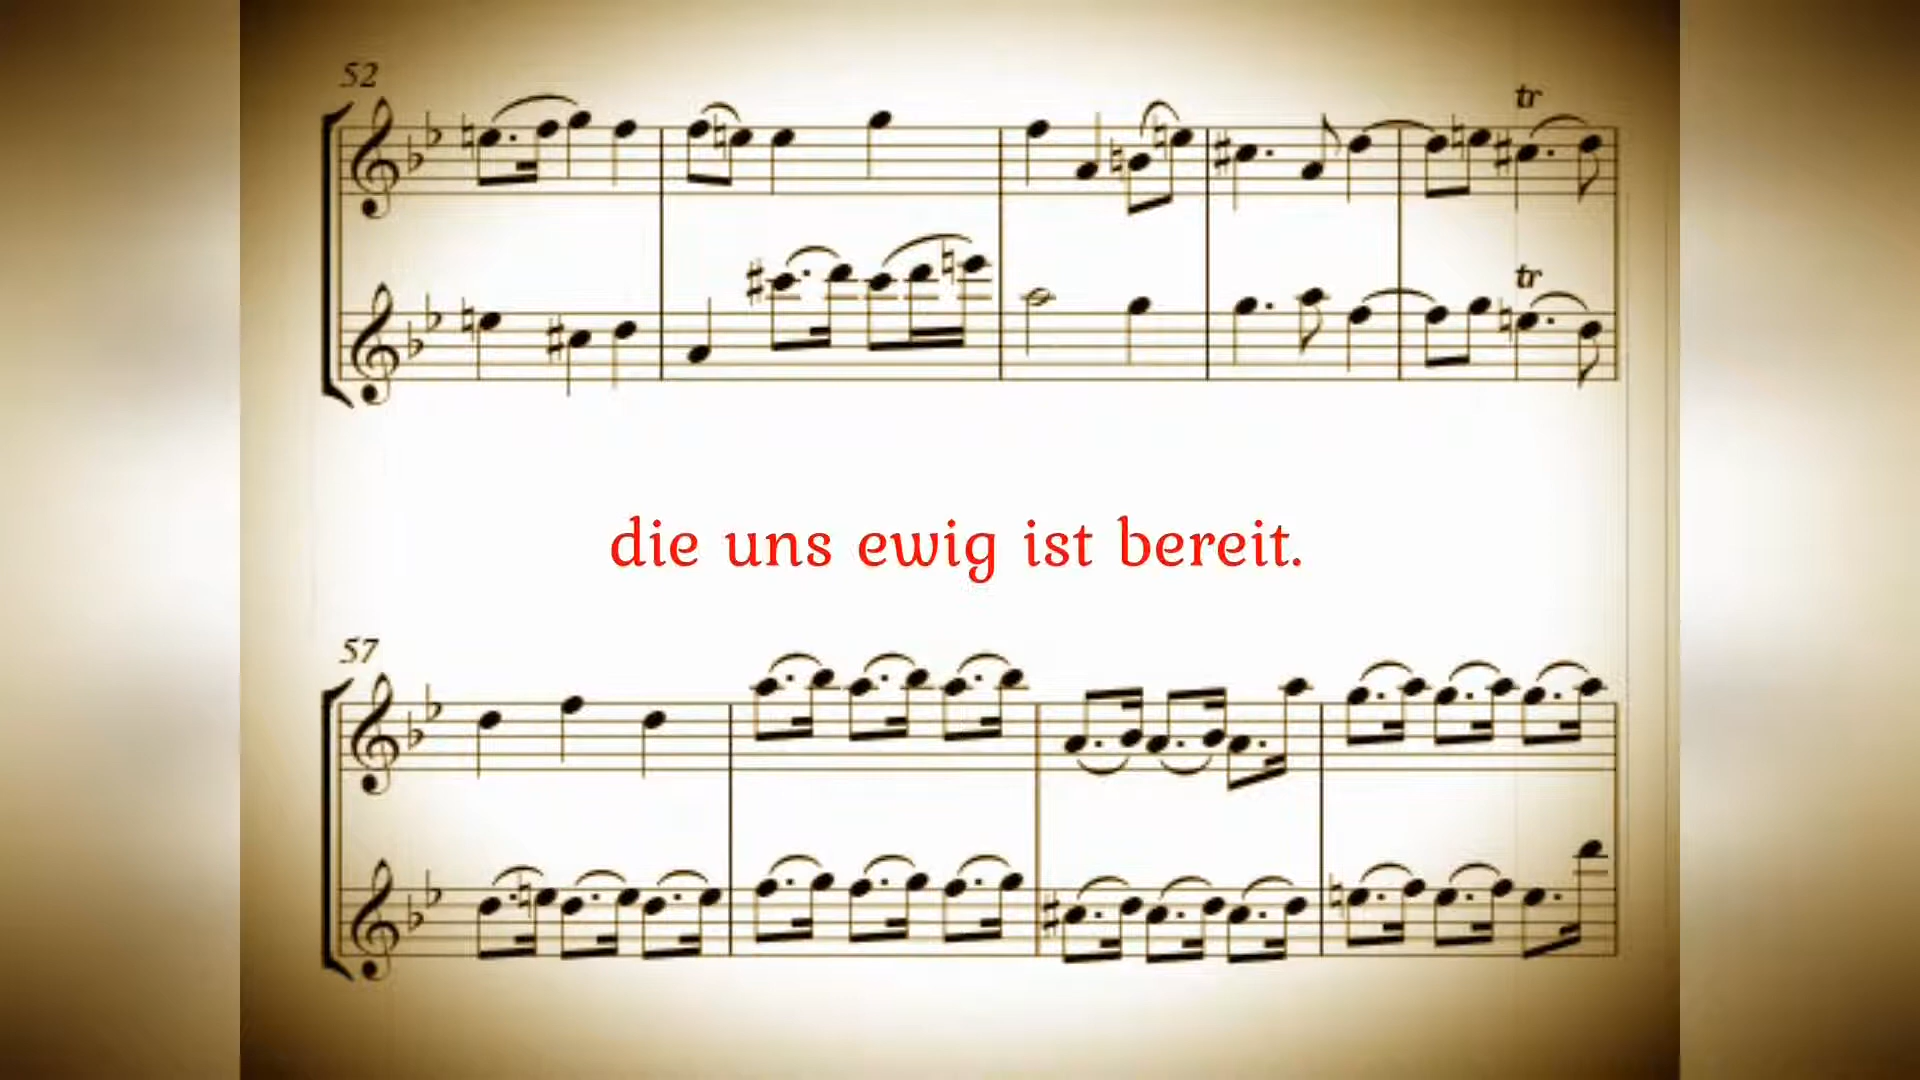 52
tr
tr
die uns ewig ist bereit.
57